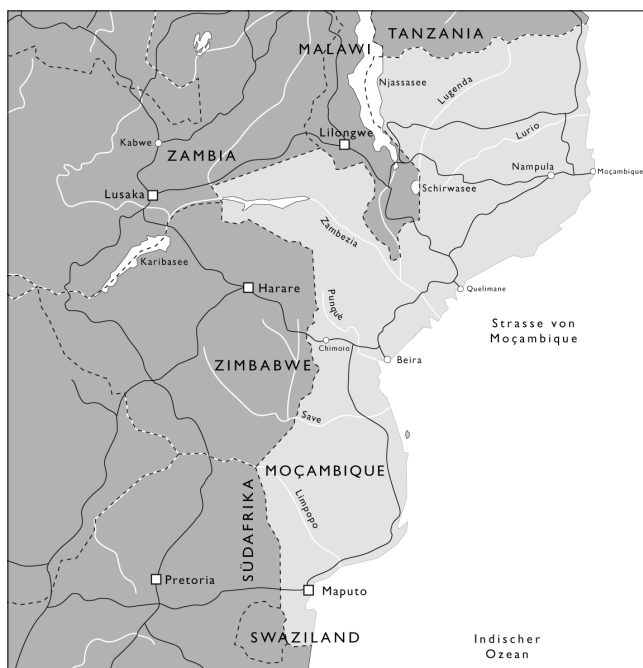 TANZANIA
MALAWI
Njassasee
Lugenda
Lurio
Kabwe
Lilongwe
ZAMBIA
Nampula
Moçambique
Lusaka
Schirwasee
Zambezia
Karibasee
Harare
Punqué
Quelimane
Strasse von
Moçambique
Chimoio
Beira
ZIMBABWE
Save
MOÇAMBIQUE
Limpopo
SÜDAFRIKA
Pretoria
Maputo
SWAZILAND
Indischer
Ozean